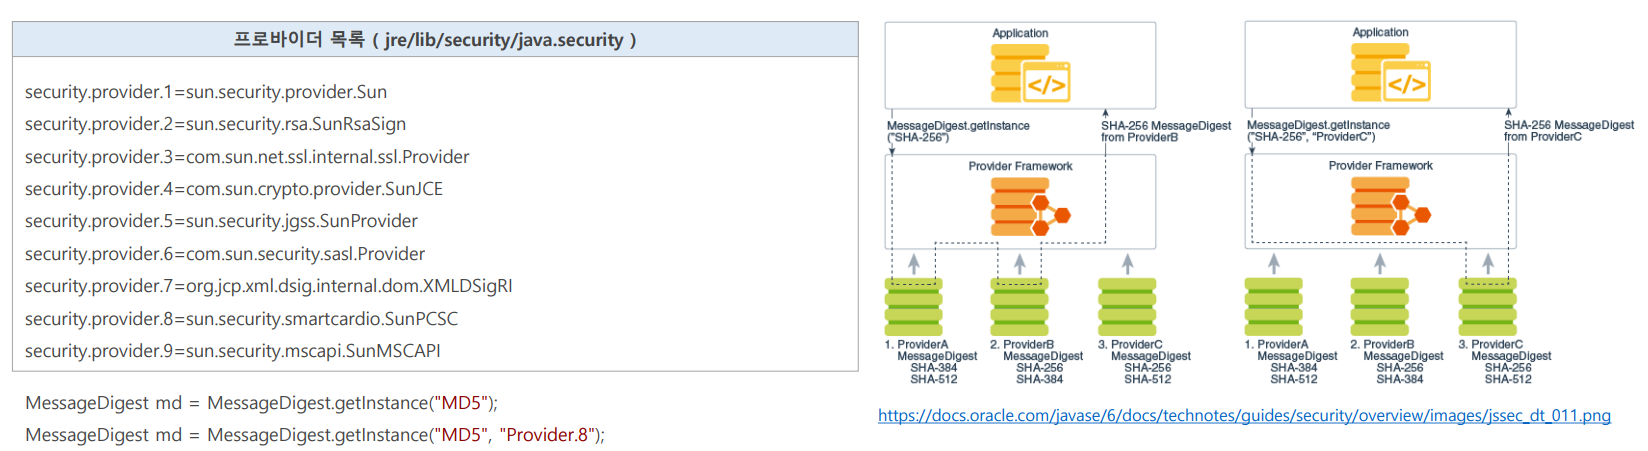 프로바이더 목록 ( jre/lib/security/java.security )
security.provider.1=sun.security.provider.Sun
security.provider.2=sun.security.rsa.SunRsaSign
security.provider.3=com.sun.net.ssl.internal.ssl.Provider
security.provider.4=com.sun.crypto.provider.SunJCE
security.provider.5=sun.security.jgss.SunProvider
security.provider.6=com.sun.security.sasl.Provider
security.provider.7=org.jcp.xml.dsig.internal.dom.XMLDSigRI
security.provider.8=sun.security.smartcardio.SunPCSC
security.provider.9=sun.security.mscapi.SunMSCAPI
MessageDigest md = MessageDigest.getInstance("MD5");
MessageDigest md = MessageDigest.getInstance("MD5", "Provider.8");
Application
</>
MessageDigest.getInstance
("SHA-256")
SHA-256 MessageDigest
from ProviderB
Provider Framework
1. ProviderA
MessageDigest
SHA-384
SHA-512
2. ProviderB
MessageDigest
SHA-256
SHA-384
3. ProviderC
MessageDigest
SHA-256
SHA-512
Application
</>
MessageDigest.getInstance
("SHA-256", "ProviderC")
SHA-256 MessageDigest
from ProviderC
Provider Framework
1. ProviderA
MessageDigest
SHA-384
SHA-512
2. ProviderB
MessageDigest
SHA-256
SHA-384
3. ProviderC
MessageDigest
SHA-256
SHA-512
https://docs.oracle.com/javase/6/docs/technotes/guides/security/overview/images/jssec_dt_011.png